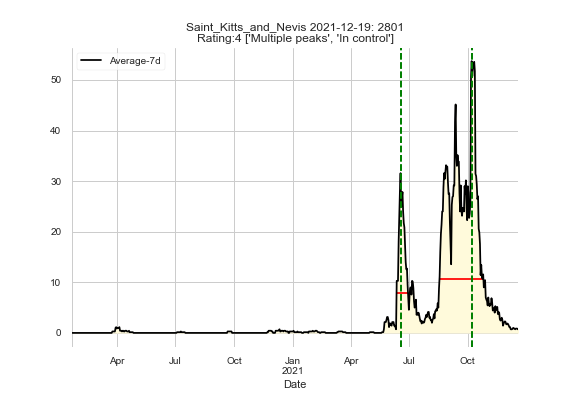 Saint_Kitts_and_Nevis 2021-12-19: 2801
Rating:4 ['Multiple peaks', 'In control']
Average-7d
50
40
30
20
10
0
Apr Jul Oct Jan Apr Jul Oct
2021
Date